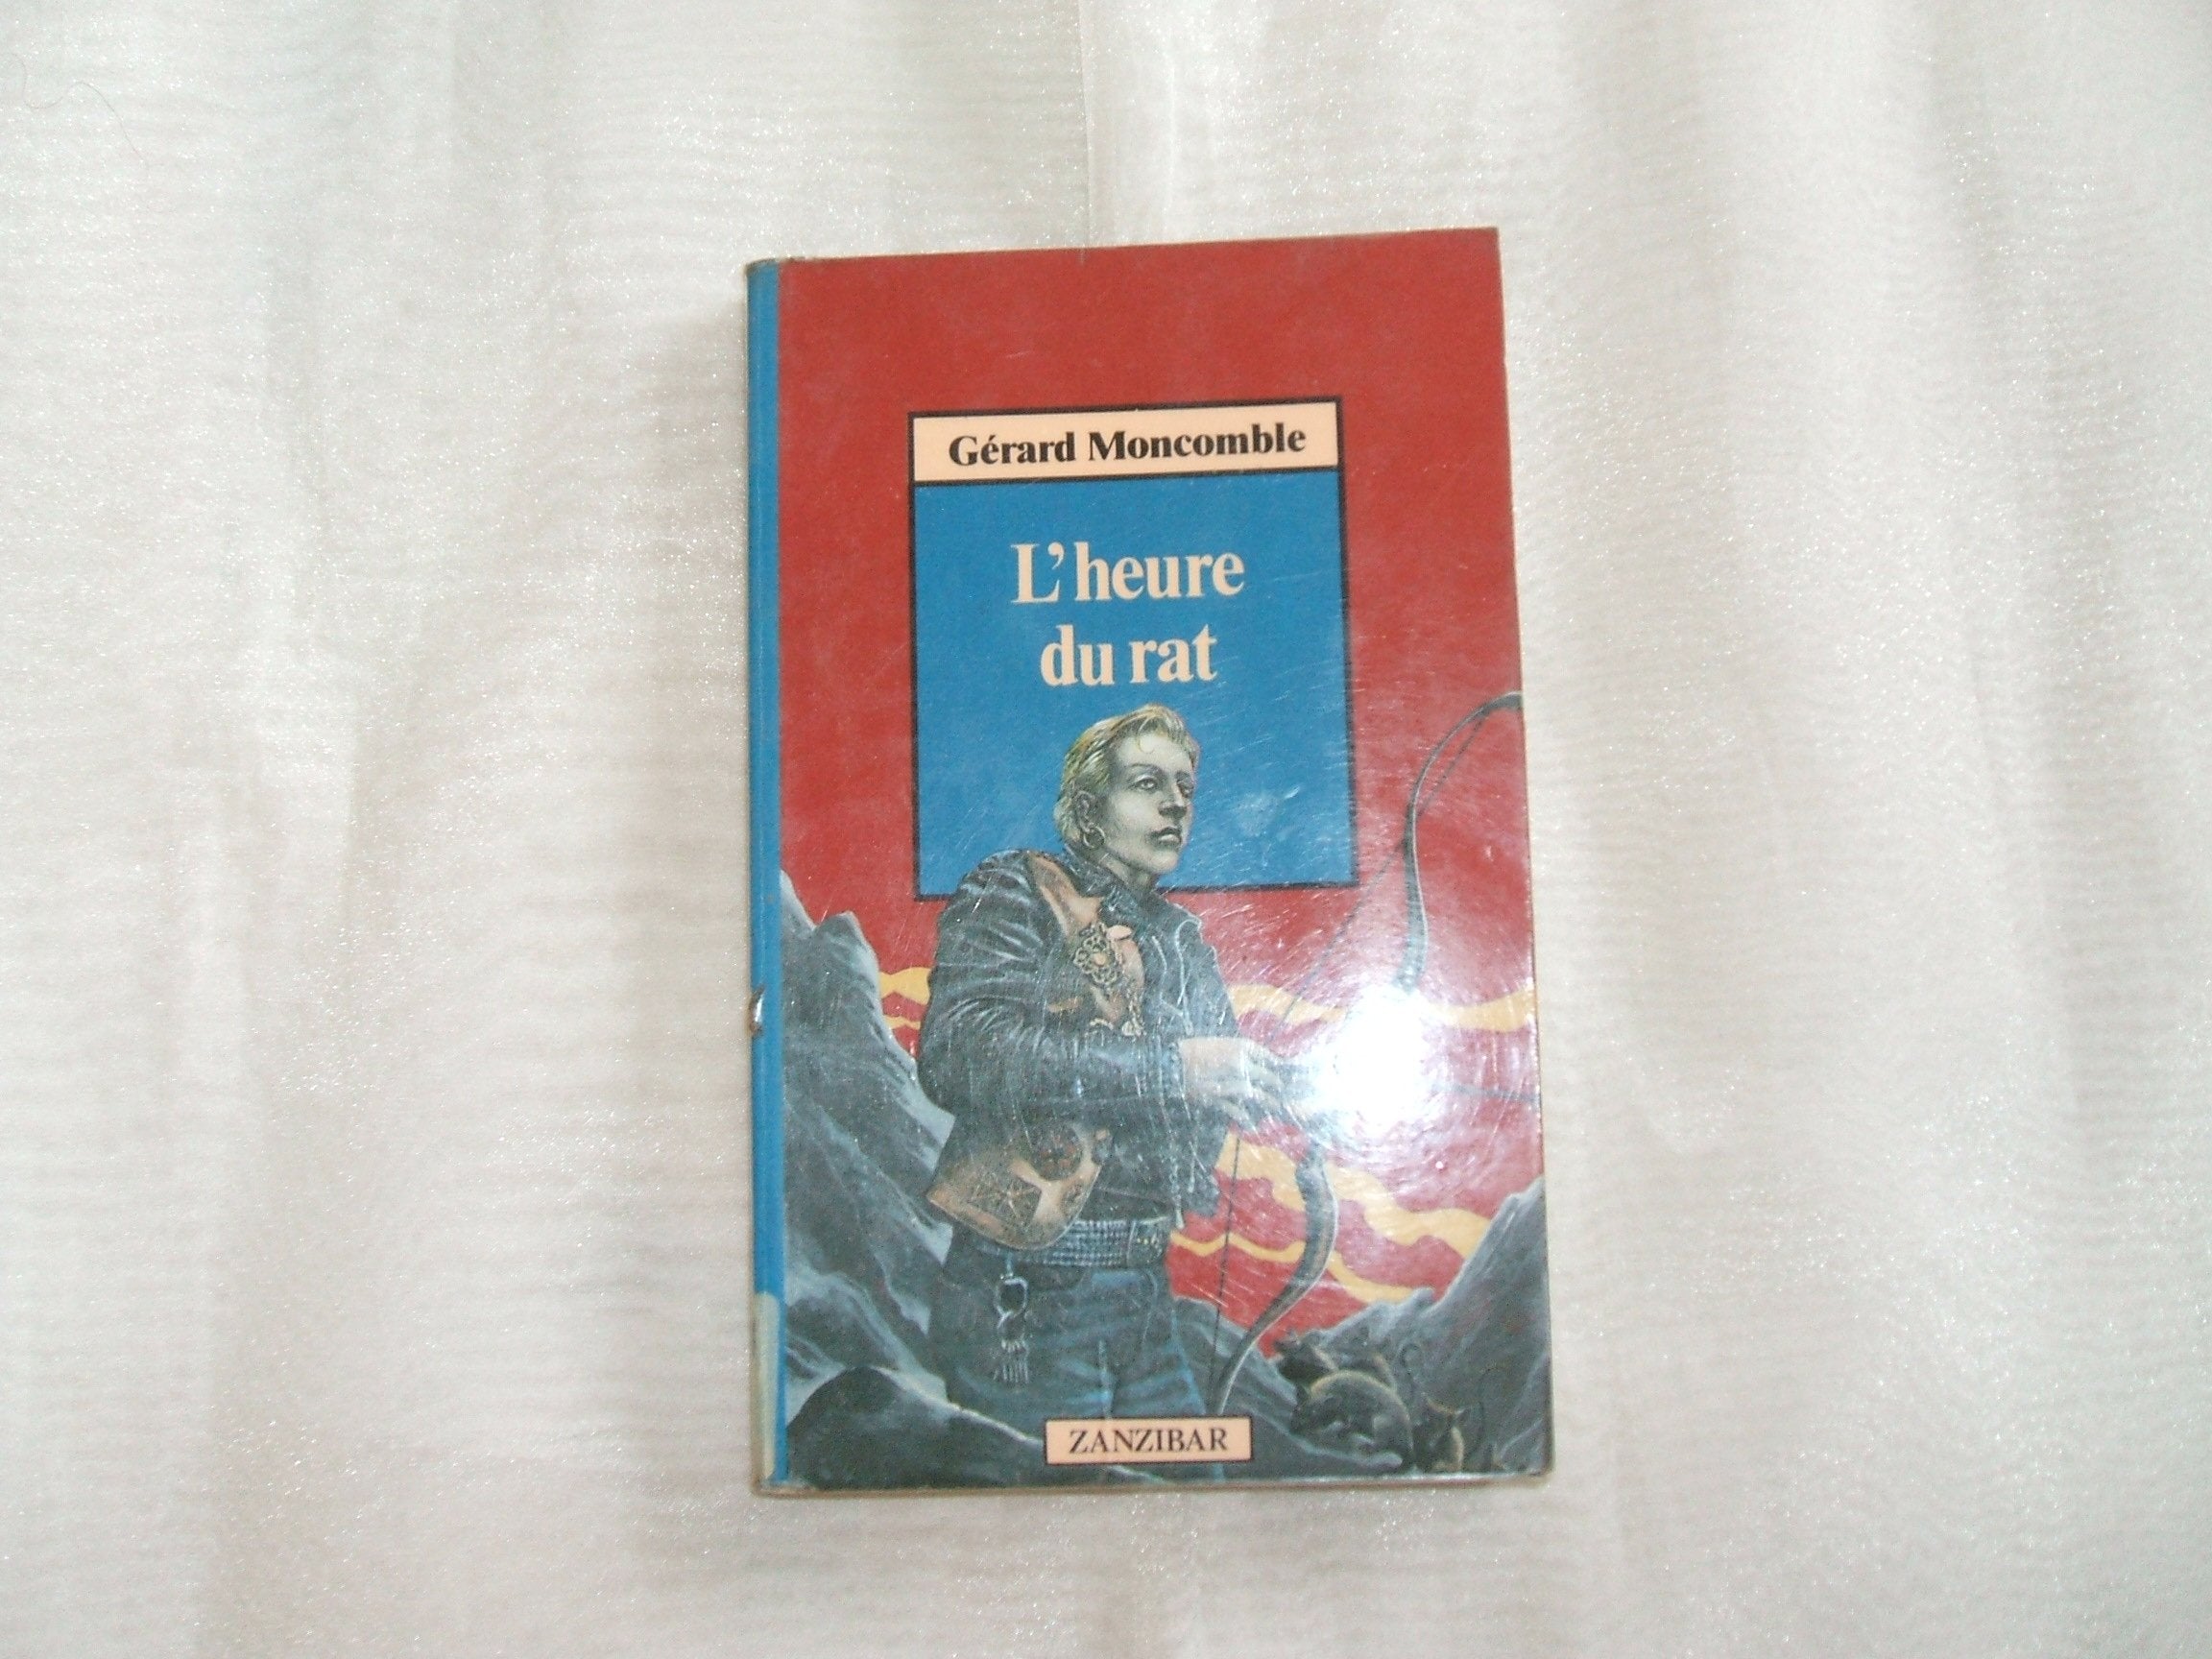 Gérard Moncomble
L'heure
du rat
ZANZIBAR